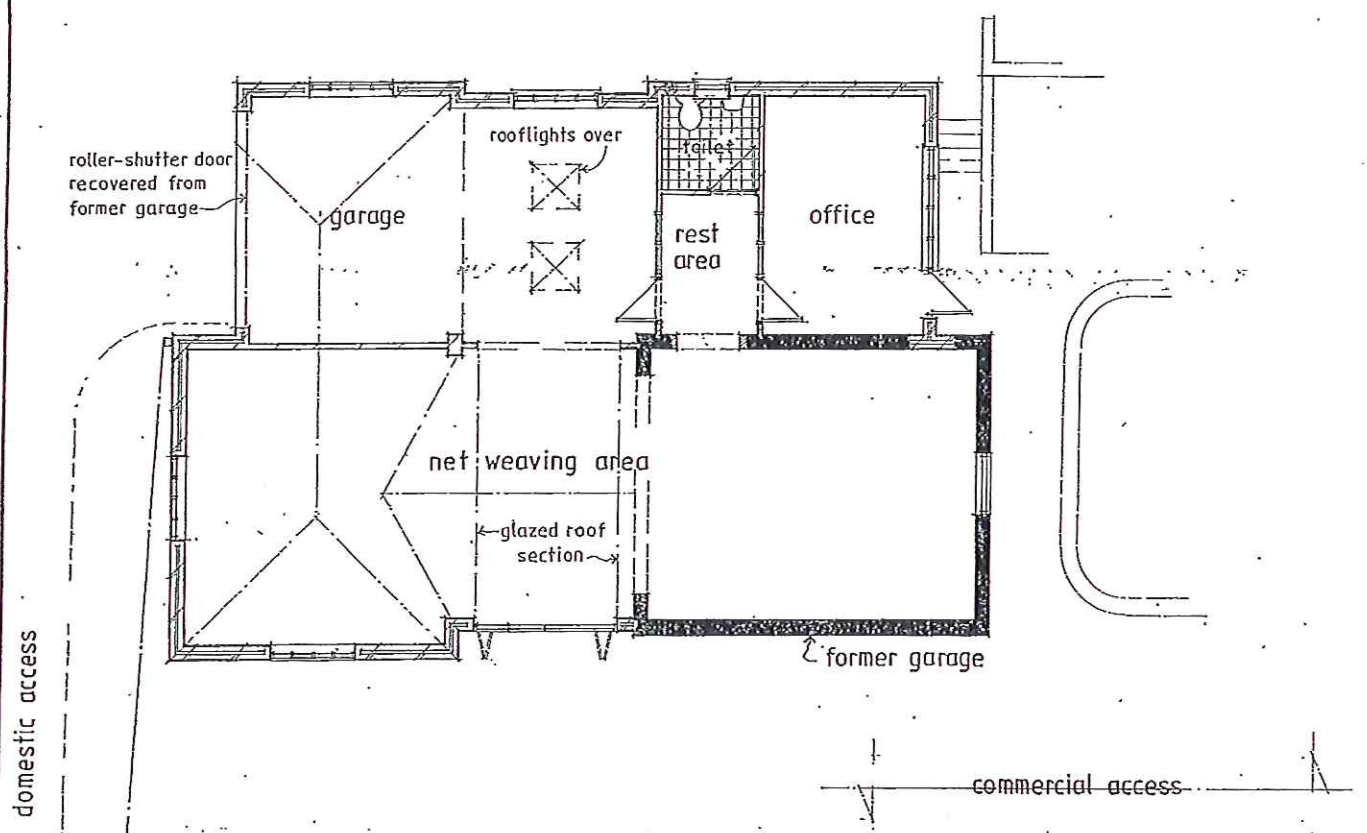 rooflights over
roller-shutter door
recovered from
former garage
toilet
garage
office
rest
area
net weaving area
glazed roof
section
former garage
domestic access
commercial access